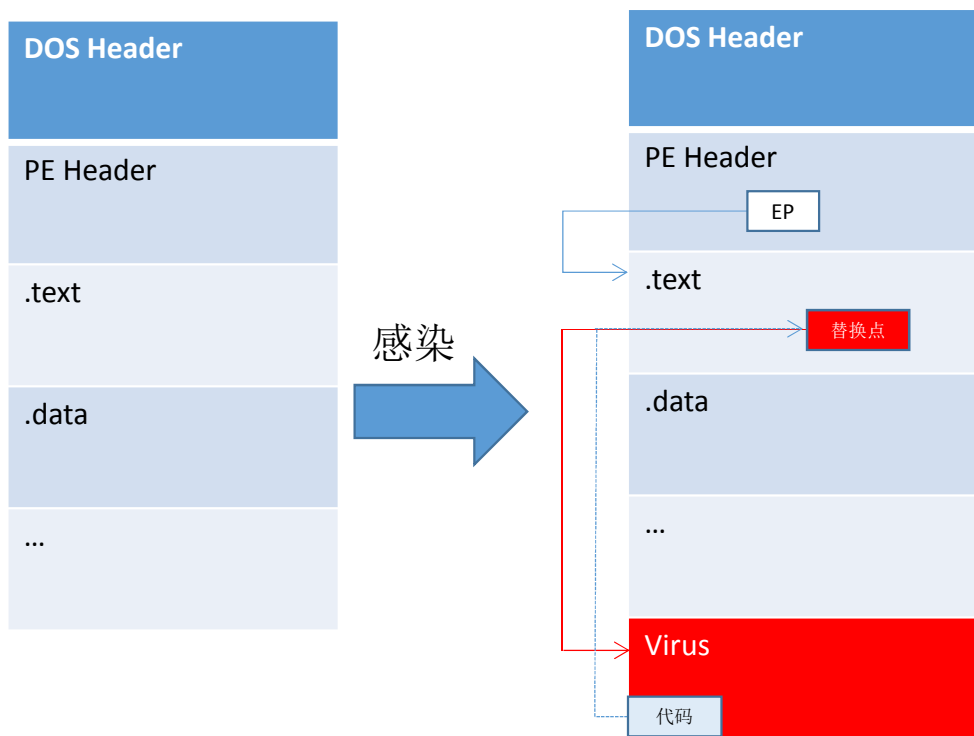 DOS Header
PE Header
.text
.data
...
感染
DOS Header
PE Header
EP
.text
替换点
.data
...
Virus
代码